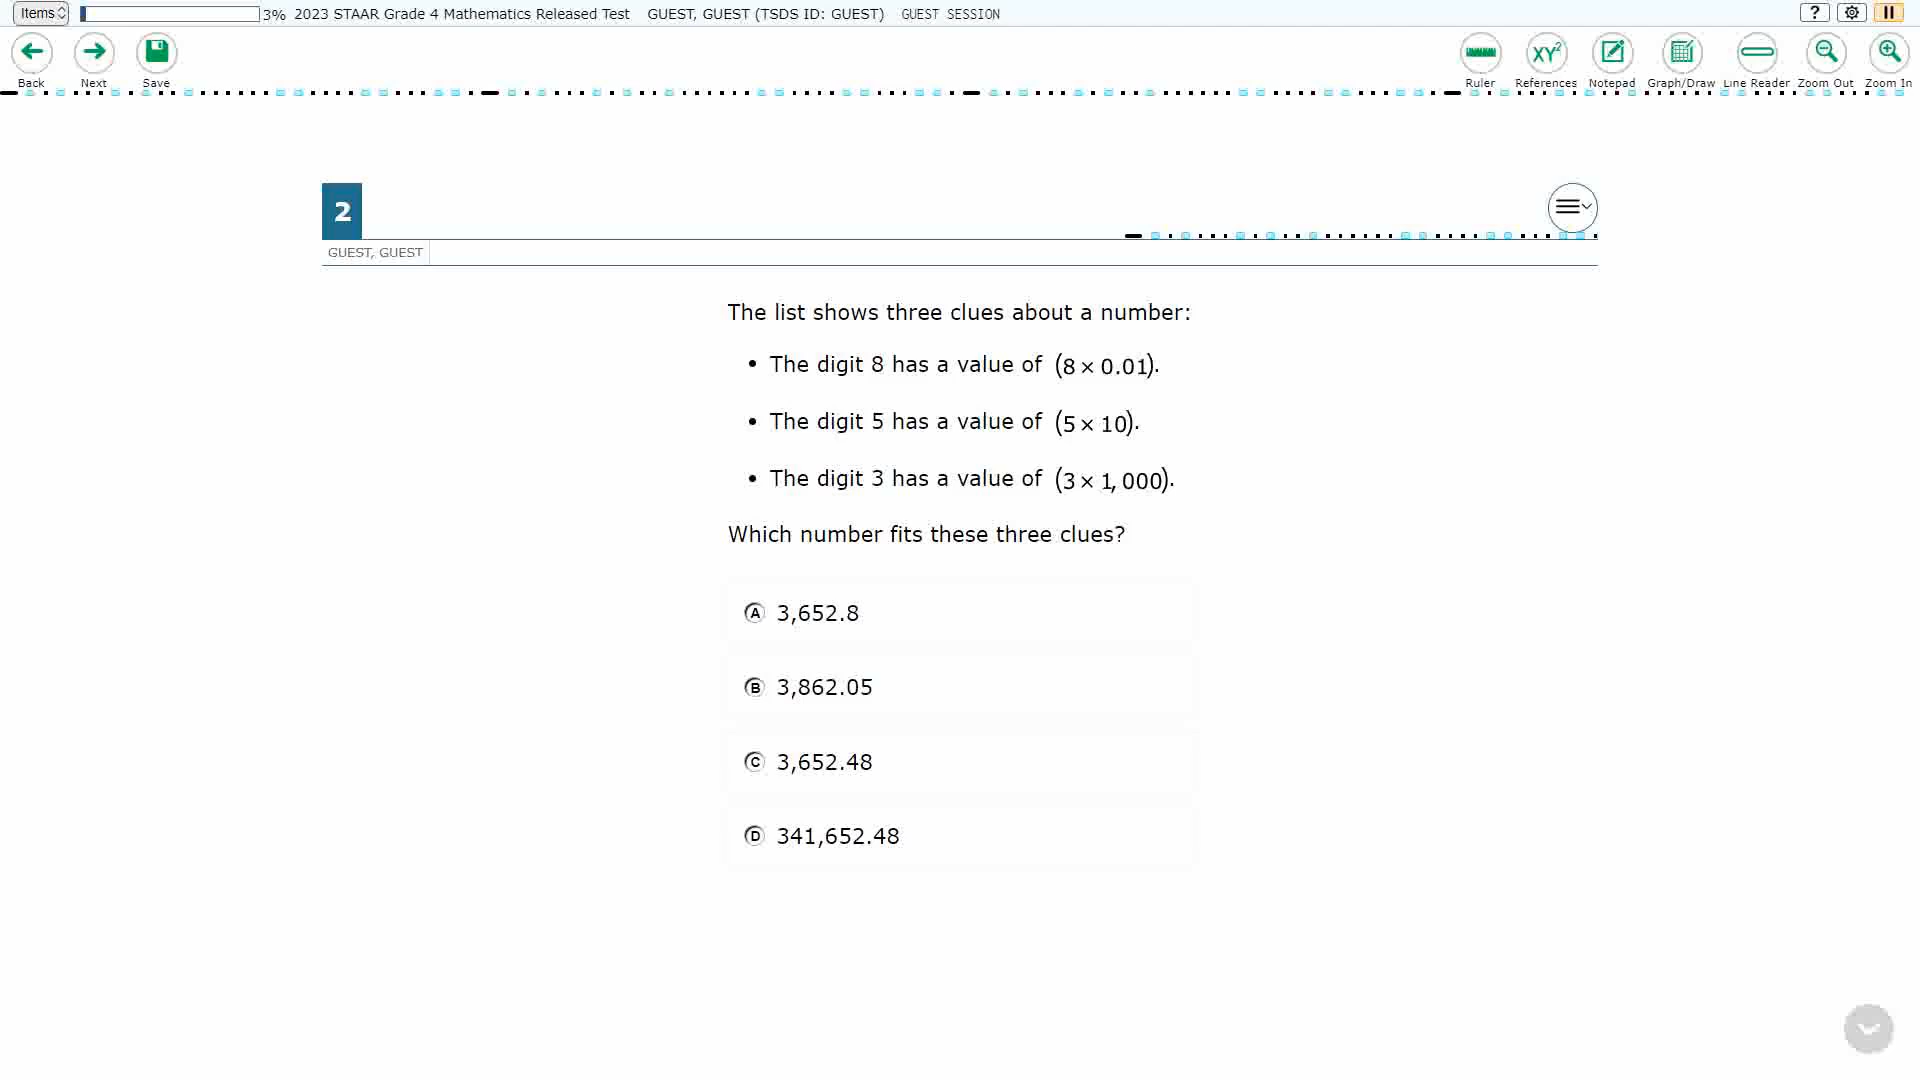 Items 3% 2023 STAAR Grade 4 Mathematics Released Test GUEST, GUEST (TSDS ID: GUEST) GUEST SESSION ?
Back Next Save XY² Ruler References Notepad Graph/Draw Line Reader Zoom Out Zoom In
2
GUEST, GUEST
The list shows three clues about a number:
• The digit 8 has a value of (8 × 0.01).
• The digit 5 has a value of (5 × 10).
• The digit 3 has a value of (3 × 1,000).
Which number fits these three clues?
A 3,652.8
B 3,862.05
C 3,652.48
D 341,652.48